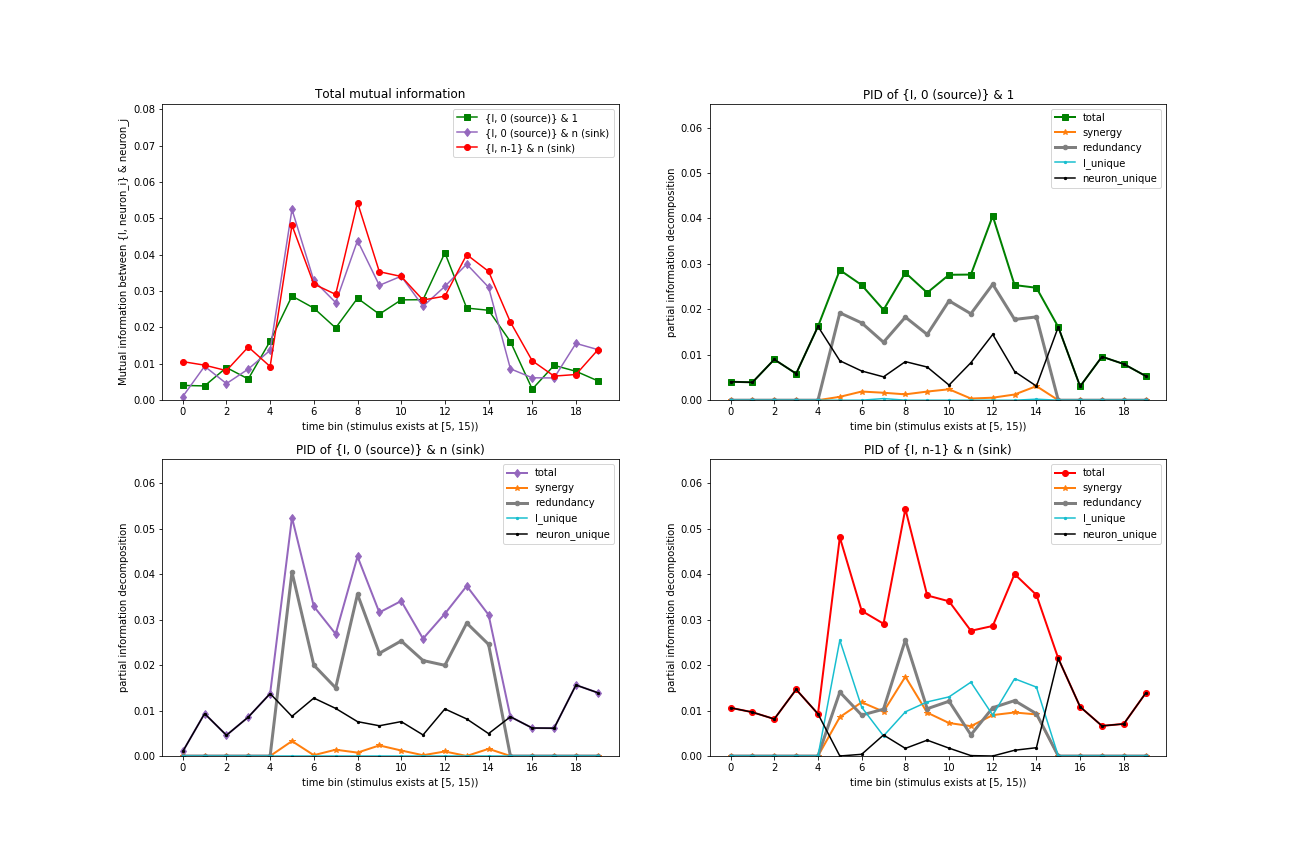 Total mutual information
Mutual information between {I, neuron_i} & neuron_j
0.08
0.07
0.06
0.05
0.04
0.03
0.02
0.01
0.00
{I, 0 (source)} & 1
{I, 0 (source)} & n (sink)
{I, n-1} & n (sink)
0 2 4 6 8 10 12 14 16 18
time bin (stimulus exists at [5, 15))
PID of {I, 0 (source)} & 1
partial information decomposition
0.06
0.05
0.04
0.03
0.02
0.01
0.00
total
synergy
redundancy
I_unique
neuron_unique
0 2 4 6 8 10 12 14 16 18
time bin (stimulus exists at [5, 15))
PID of {I, 0 (source)} & n (sink)
partial information decomposition
0.06
0.05
0.04
0.03
0.02
0.01
0.00
total
synergy
redundancy
I_unique
neuron_unique
0 2 4 6 8 10 12 14 16 18
time bin (stimulus exists at [5, 15))
PID of {I, n-1} & n (sink)
partial information decomposition
0.06
0.05
0.04
0.03
0.02
0.01
0.00
total
synergy
redundancy
I_unique
neuron_unique
0 2 4 6 8 10 12 14 16 18
time bin (stimulus exists at [5, 15))